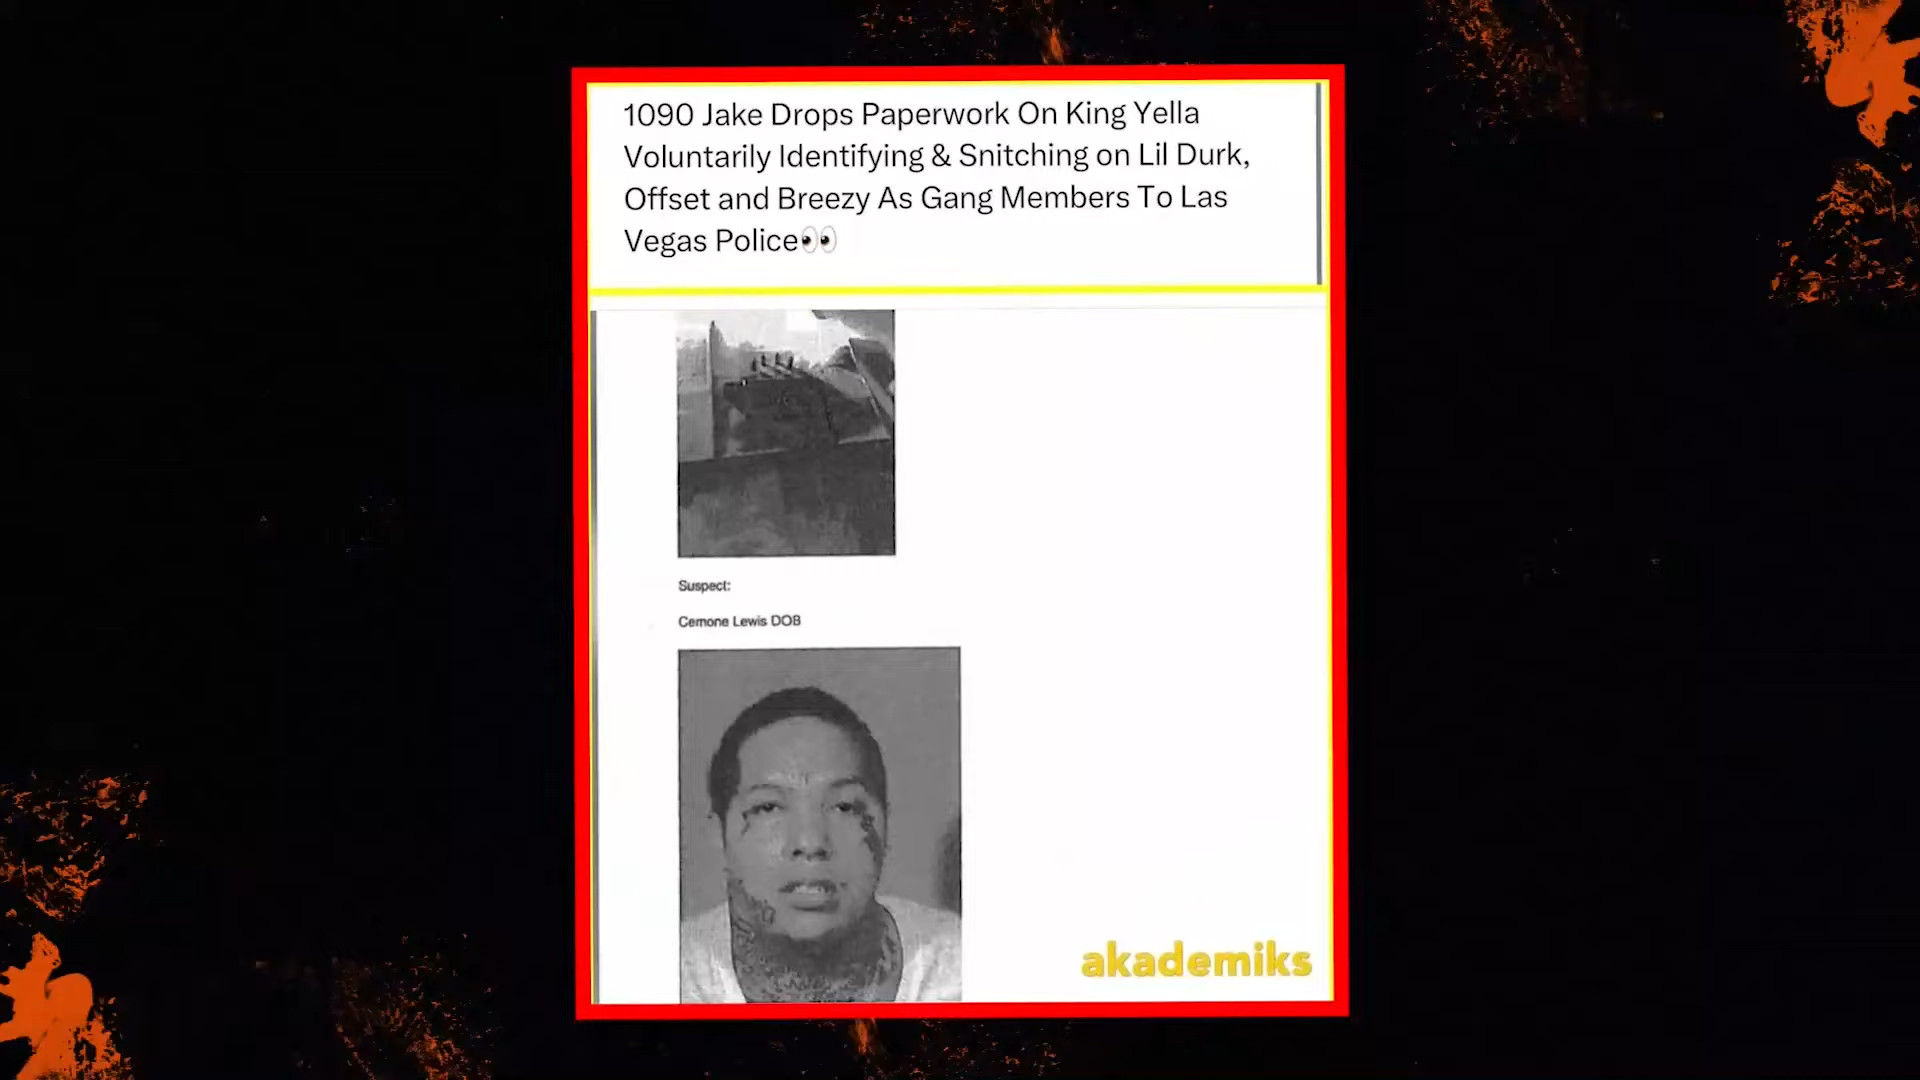 1090 Jake Drops Paperwork On King Yella
Voluntarily Identifying & Snitching on Lil Durk,
Offset and Breezy As Gang Members To Las
Vegas Police👀
Suspect:
Cemone Lewis DOB
akademiks